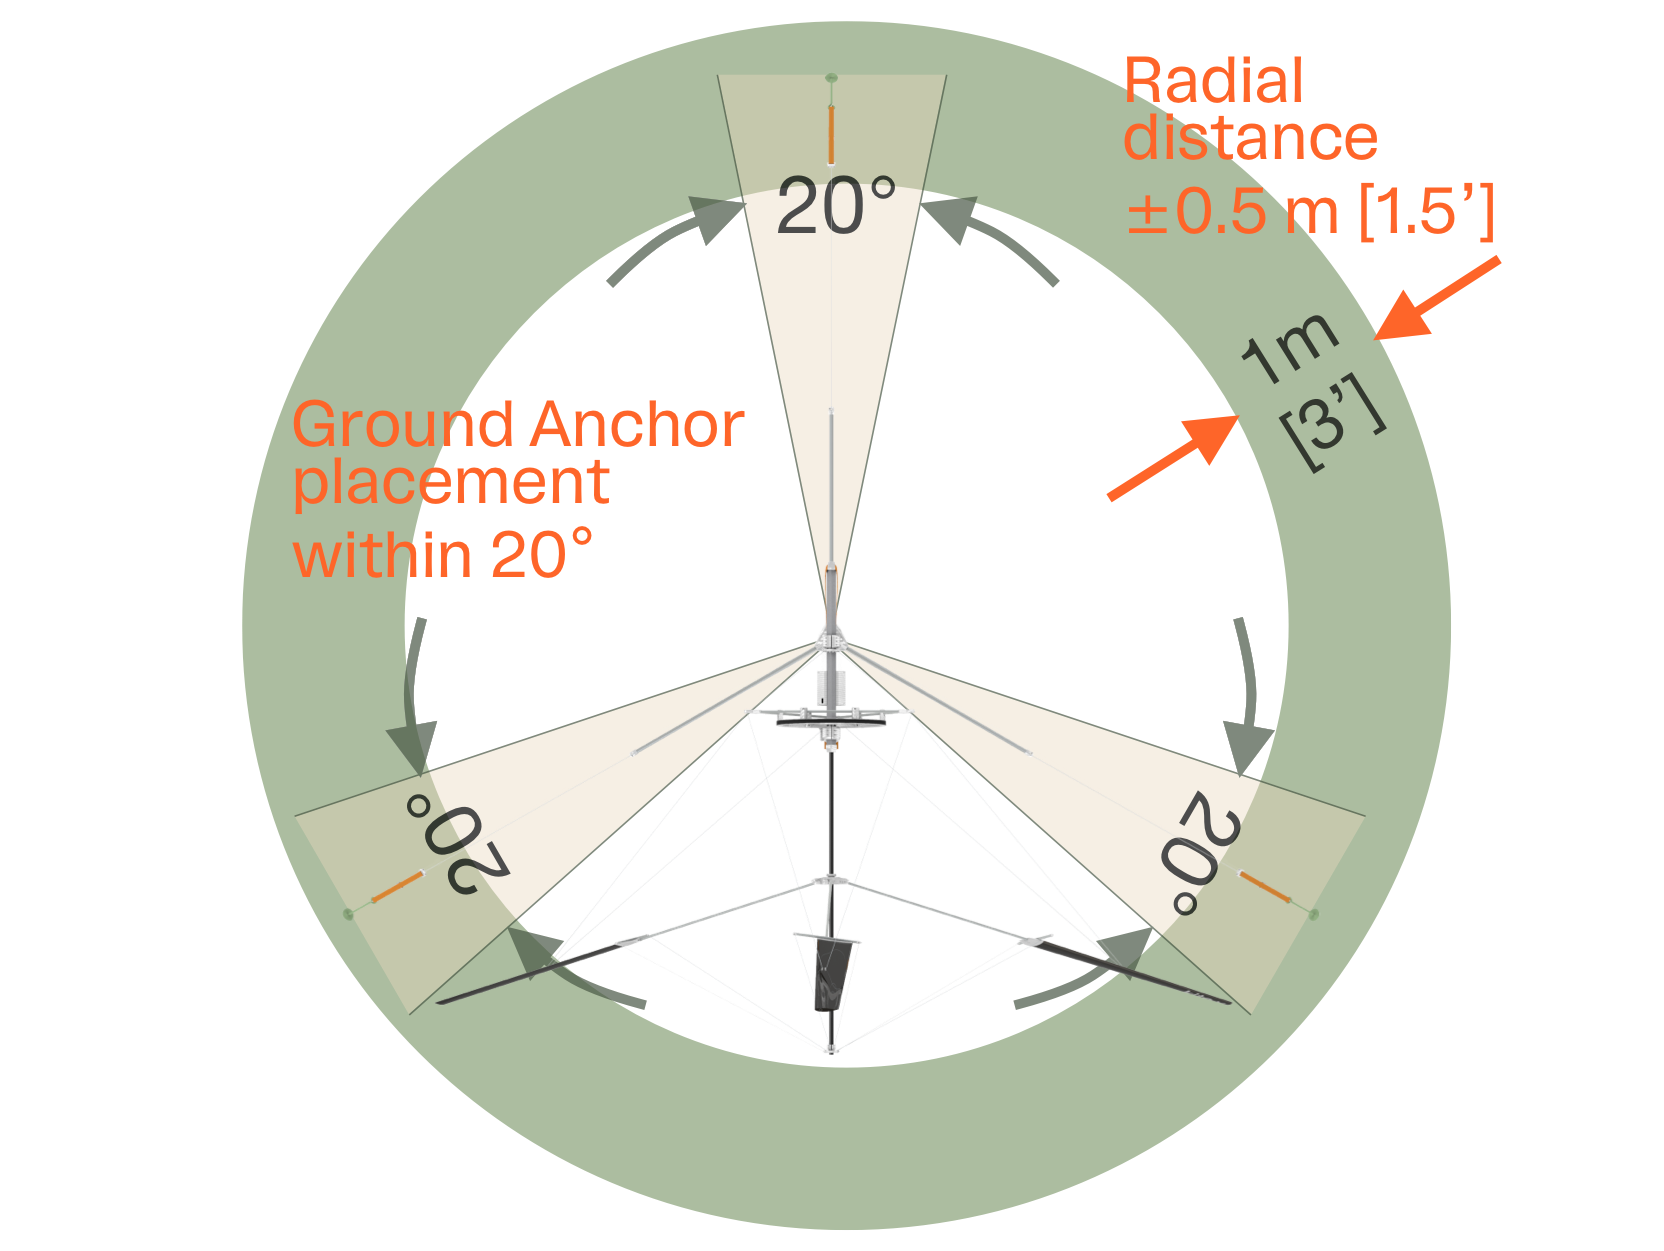 Radial
distance
±0.5 m [1.5’]
20°
1m
[3’]
Ground Anchor
placement
within 20°
20°
20°